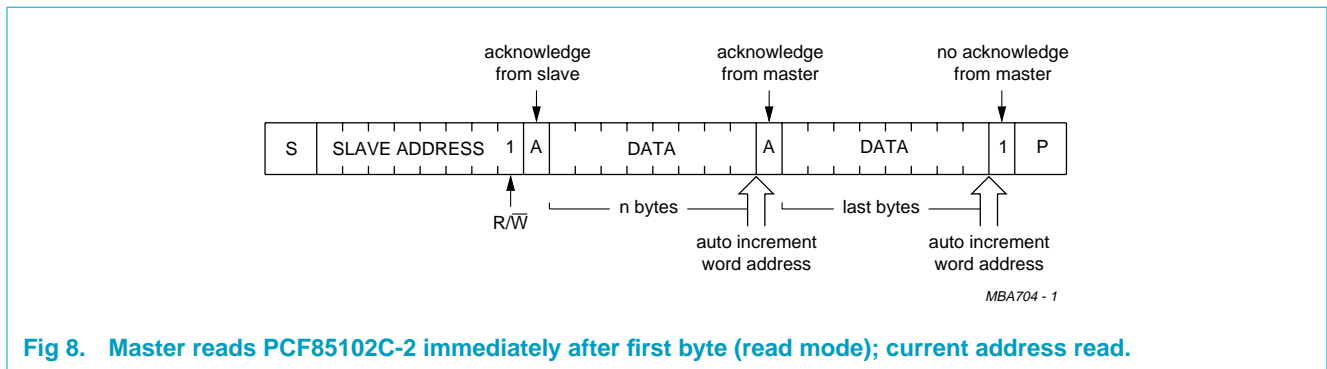 acknowledge
from slave
acknowledge
from master
no acknowledge
from master
S SLAVE ADDRESS 1 A DATA A DATA 1 P
R/W̅
n bytes
last bytes
auto increment
word address
auto increment
word address
MBA704 - 1
Fig 8. Master reads PCF85102C-2 immediately after first byte (read mode); current address read.